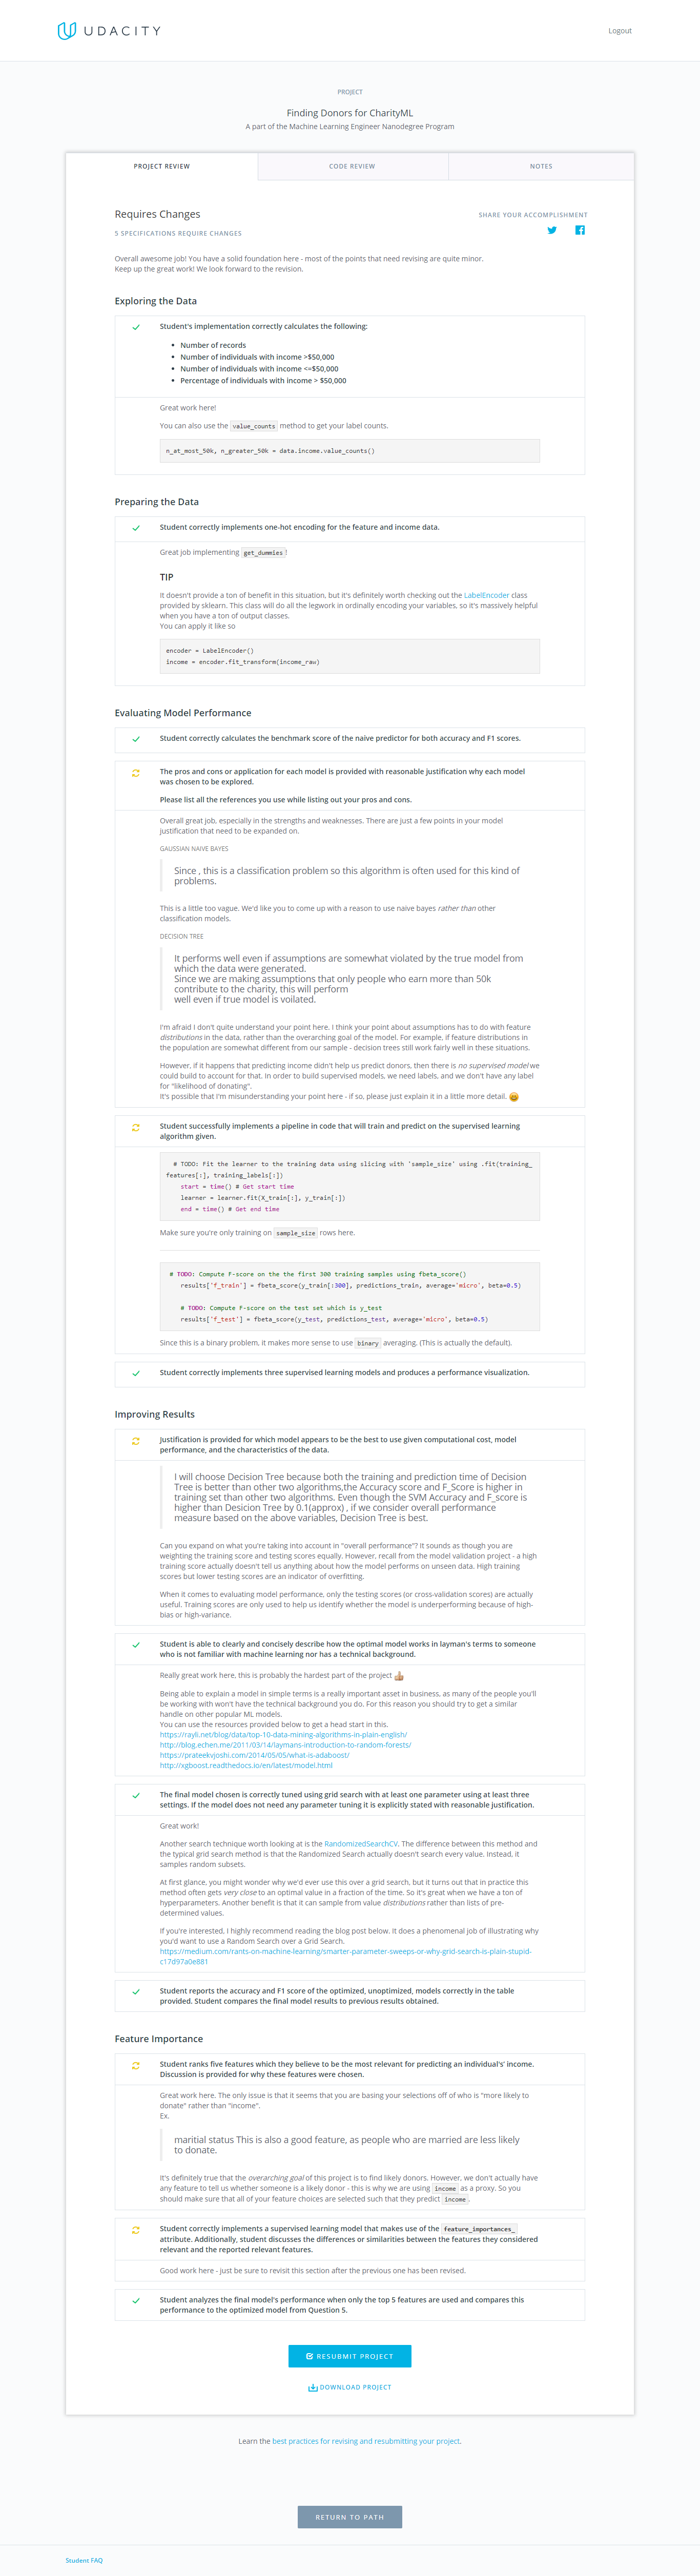 UDACITY
Logout
PROJECT
Finding Donors for CharityML
A part of the Machine Learning Engineer Nanodegree Program
PROJECT REVIEW
CODE REVIEW
NOTES
Requires Changes
SHARE YOUR ACCOMPLISHMENT
5 SPECIFICATIONS REQUIRE CHANGES
Overall awesome job! You have a solid foundation here - most of the points that need revising are quite minor.
Keep up the great work! We look forward to the revision.
Exploring the Data
Student's implementation correctly calculates the following:
• Number of records
• Number of individuals with income >$50,000
• Number of individuals with income <=$50,000
• Percentage of individuals with income > $50,000
Great work here!
You can also use the value_counts method to get your label counts.
n_at_most_50k, n_greater_50k = data.income.value_counts()
Preparing the Data
Student correctly implements one-hot encoding for the feature and income data.
Great job implementing get_dummies !
TIP
It doesn't provide a ton of benefit in this situation, but it's definitely worth checking out the LabelEncoder class
provided by sklearn. This class will do all the legwork in ordinally encoding your variables, so it's massively helpful
when you have a ton of output classes.
You can apply it like so
encoder = LabelEncoder()
income = encoder.fit_transform(income_raw)
Evaluating Model Performance
Student correctly calculates the benchmark score of the naive predictor for both accuracy and F1 scores.
The pros and cons or application for each model is provided with reasonable justification why each model
was chosen to be explored.
Please list all the references you use while listing out your pros and cons.
Overall great job, especially in the strengths and weaknesses. There are just a few points in your model
justification that need to be expanded on.
GAUSSIAN NAIVE BAYES
Since , this is a classification problem so this algorithm is often used for this kind of
problems.
This is a little too vague. We'd like you to come up with a reason to use naive bayes rather than other
classification models.
DECISION TREE
It performs well even if assumptions are somewhat violated by the true model from
which the data were generated.
Since we are making assumptions that only people who earn more than 50k
contribute to the charity, this will perform
well even if true model is voilated.
I'm afraid I don't quite understand your point here. I think your point about assumptions has to do with feature
distributions in the data, rather than the overarching goal of the model. For example, if feature distributions in
the population are somewhat different from our sample - decision trees still work fairly well in these situations.
However, if it happens that predicting income didn't help us predict donors, then there is no supervised model we
could build to account for that. In order to build supervised models, we need labels, and we don't have any label
for "likelihood of donating".
It's possible that I'm misunderstanding your point here - if so, please just explain it in a little more detail. 😄
Student successfully implements a pipeline in code that will train and predict on the supervised learning
algorithm given.
# TODO: Fit the learner to the training data using slicing with 'sample_size' using .fit(training_
features[:], training_labels[:])
start = time() # Get start time
learner = learner.fit(X_train[:], y_train[:])
end = time() # Get end time
Make sure you're only training on sample_size rows here.
# TODO: Compute F-score on the the first 300 training samples using fbeta_score()
results['f_train'] = fbeta_score(y_train[:300], predictions_train, average='micro', beta=0.5)
# TODO: Compute F-score on the test set which is y_test
results['f_test'] = fbeta_score(y_test, predictions_test, average='micro', beta=0.5)
Since this is a binary problem, it makes more sense to use binary averaging. (This is actually the default).
Student correctly implements three supervised learning models and produces a performance visualization.
Improving Results
Justification is provided for which model appears to be the best to use given computational cost, model
performance, and the characteristics of the data.
I will choose Decision Tree because both the training and prediction time of Decision
Tree is better than other two algorithms,the Accuracy score and F_Score is higher in
training set than other two algorithms. Even though the SVM Accuracy and F_score is
higher than Desicion Tree by 0.1(approx) , if we consider overall performance
measure based on the above variables, Decision Tree is best.
Can you expand on what you're taking into account in "overall performance"? It sounds as though you are
weighting the training score and testing scores equally. However, recall from the model validation project - a high
training score actually doesn't tell us anything about how the model performs on unseen data. High training
scores but lower testing scores are an indicator of overfitting.
When it comes to evaluating model performance, only the testing scores (or cross-validation scores) are actually
useful. Training scores are only used to help us identify whether the model is underperforming because of high-
bias or high-variance.
Student is able to clearly and concisely describe how the optimal model works in layman's terms to someone
who is not familiar with machine learning nor has a technical background.
Really great work here, this is probably the hardest part of the project 👍
Being able to explain a model in simple terms is a really important asset in business, as many of the people you'll
be working with won't have the technical background you do. For this reason you should try to get a similar
handle on other popular ML models.
You can use the resources provided below to get a head start in this.
https://rayli.net/blog/data/top-10-data-mining-algorithms-in-plain-english/
http://blog.echen.me/2011/03/14/laymans-introduction-to-random-forests/
https://prateekvjoshi.com/2014/05/05/what-is-adaboost/
http://xgboost.readthedocs.io/en/latest/model.html
The final model chosen is correctly tuned using grid search with at least one parameter using at least three
settings. If the model does not need any parameter tuning it is explicitly stated with reasonable justification.
Great work!
Another search technique worth looking at is the RandomizedSearchCV. The difference between this method and
the typical grid search method is that the Randomized Search actually doesn't search every value. Instead, it
samples random subsets.
At first glance, you might wonder why we'd ever use this over a grid search, but it turns out that in practice this
method often gets very close to an optimal value in a fraction of the time. So it's great when we have a ton of
hyperparameters. Another benefit is that it can sample from value distributions rather than lists of pre-
determined values.
If you're interested, I highly recommend reading the blog post below. It does a phenomenal job of illustrating why
you'd want to use a Random Search over a Grid Search.
https://medium.com/rants-on-machine-learning/smarter-parameter-sweeps-or-why-grid-search-is-plain-stupid-
c17d97a0e881
Student reports the accuracy and F1 score of the optimized, unoptimized, models correctly in the table
provided. Student compares the final model results to previous results obtained.
Feature Importance
Student ranks five features which they believe to be the most relevant for predicting an individual's' income.
Discussion is provided for why these features were chosen.
Great work here. The only issue is that it seems that you are basing your selections off of who is "more likely to
donate" rather than "income".
Ex.
maritial status This is also a good feature, as people who are married are less likely
to donate.
It's definitely true that the overarching goal of this project is to find likely donors. However, we don't actually have
any feature to tell us whether someone is a likely donor - this is why we are using income as a proxy. So you
should make sure that all of your feature choices are selected such that they predict income .
Student correctly implements a supervised learning model that makes use of the feature_importances_
attribute. Additionally, student discusses the differences or similarities between the features they considered
relevant and the reported relevant features.
Good work here - just be sure to revisit this section after the previous one has been revised.
Student analyzes the final model's performance when only the top 5 features are used and compares this
performance to the optimized model from Question 5.
RESUBMIT PROJECT
DOWNLOAD PROJECT
Learn the best practices for revising and resubmitting your project.
RETURN TO PATH
Student FAQ